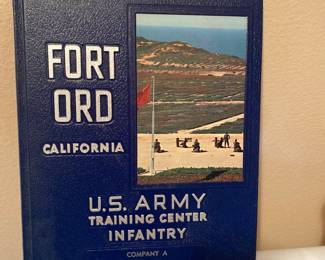 FORT
ORD
CALIFORNIA
U.S. ARMY
TRAINING CENTER
INFANTRY
COMPANY A